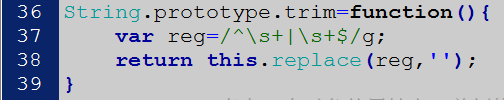 36 String.prototype.trim=function(){
37     var reg=/^\s+|\s+$/g;
38     return this.replace(reg,'');
39 }